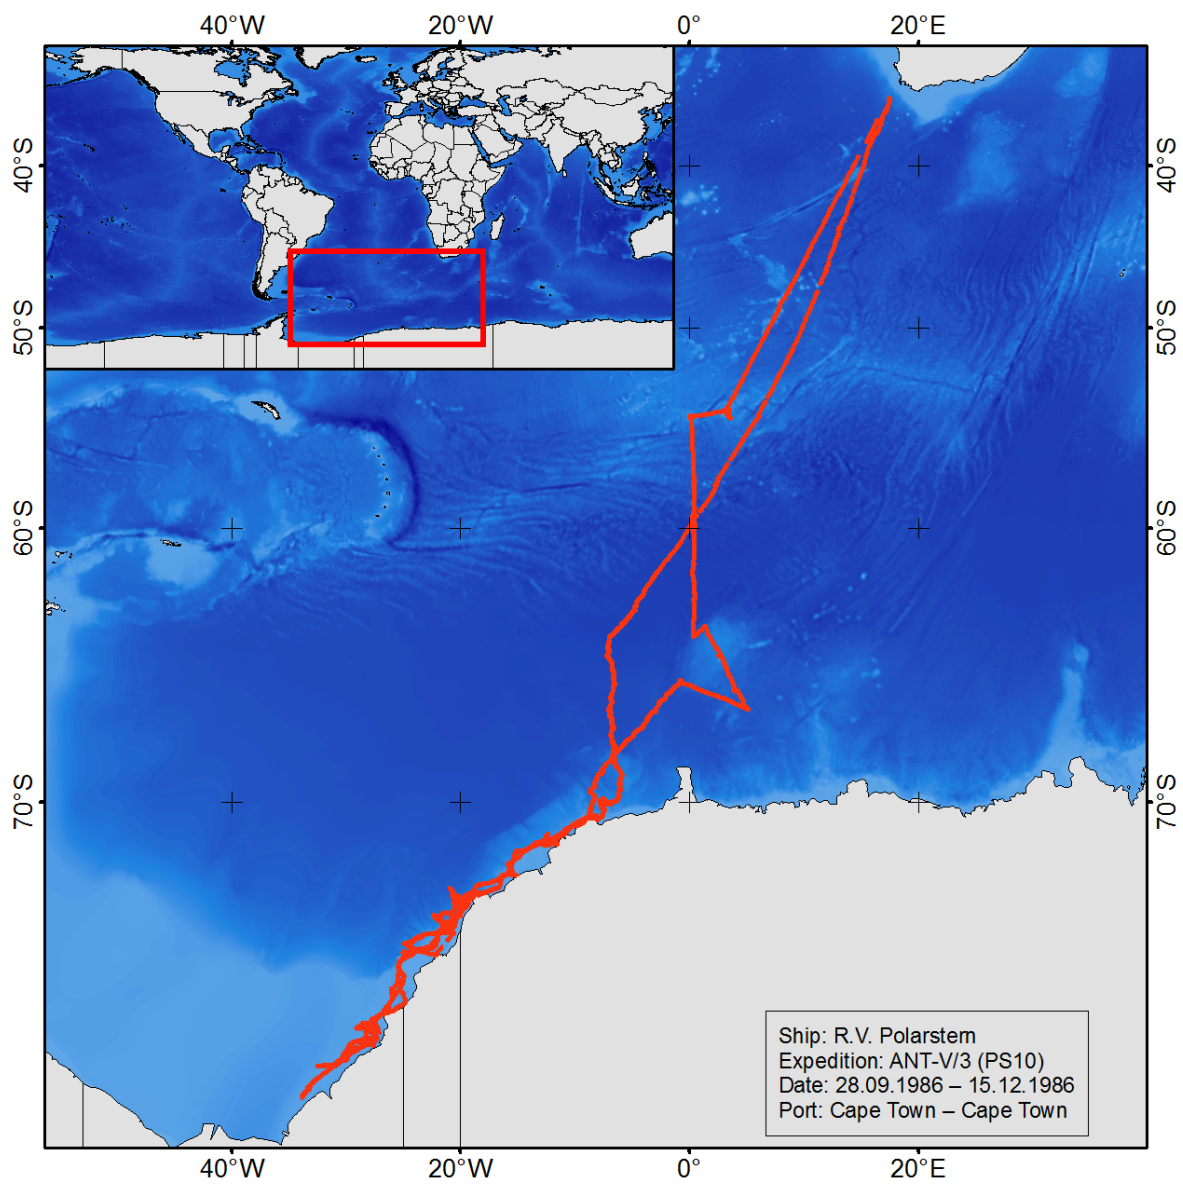 40°W 20°W 0° 20°E
40°S 40°S
50°S 50°S
60°S 60°S
70°S 70°S
Ship: R.V. Polarstern
Expedition: ANT-V/3 (PS10)
Date: 28.09.1986 – 15.12.1986
Port: Cape Town – Cape Town
40°W 20°W 0° 20°E